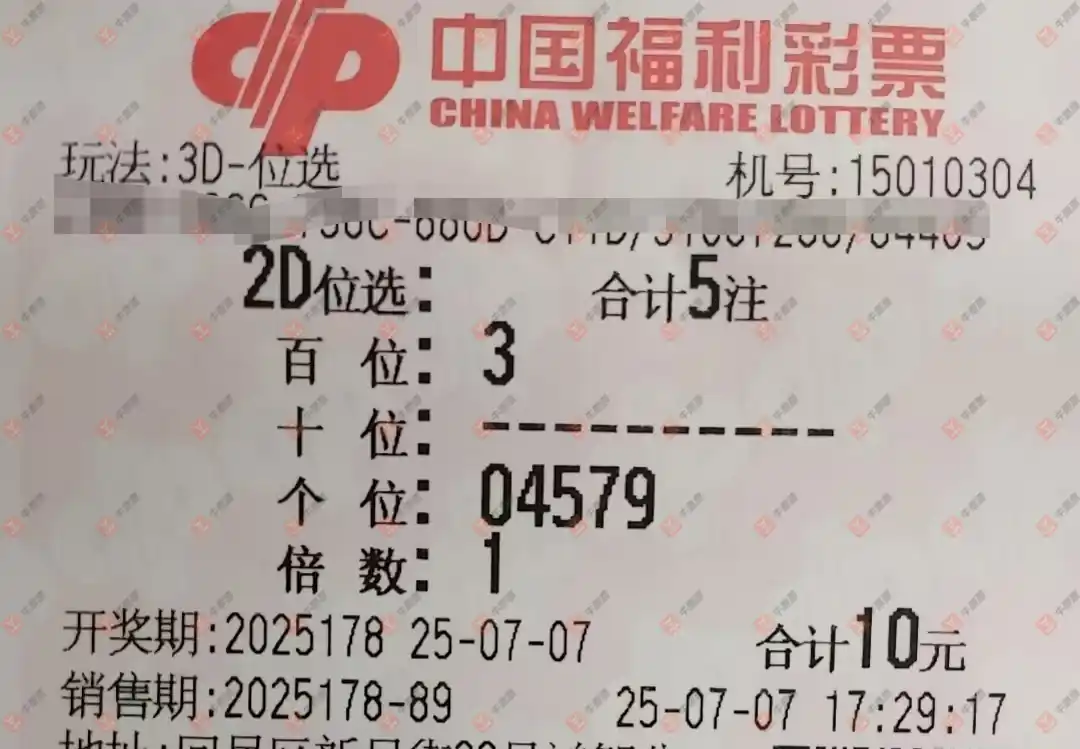 中国福利彩票
CHINA WELFARE LOTTERY
玩法:3D-位选 机号:15010304
2D位选: 合计5注
百 位: 3
十 位: ----------
个 位: 04579
倍 数: 1
开奖期:2025178 25-07-07 合计10元
销售期:2025178-89 25-07-07 17:29:17